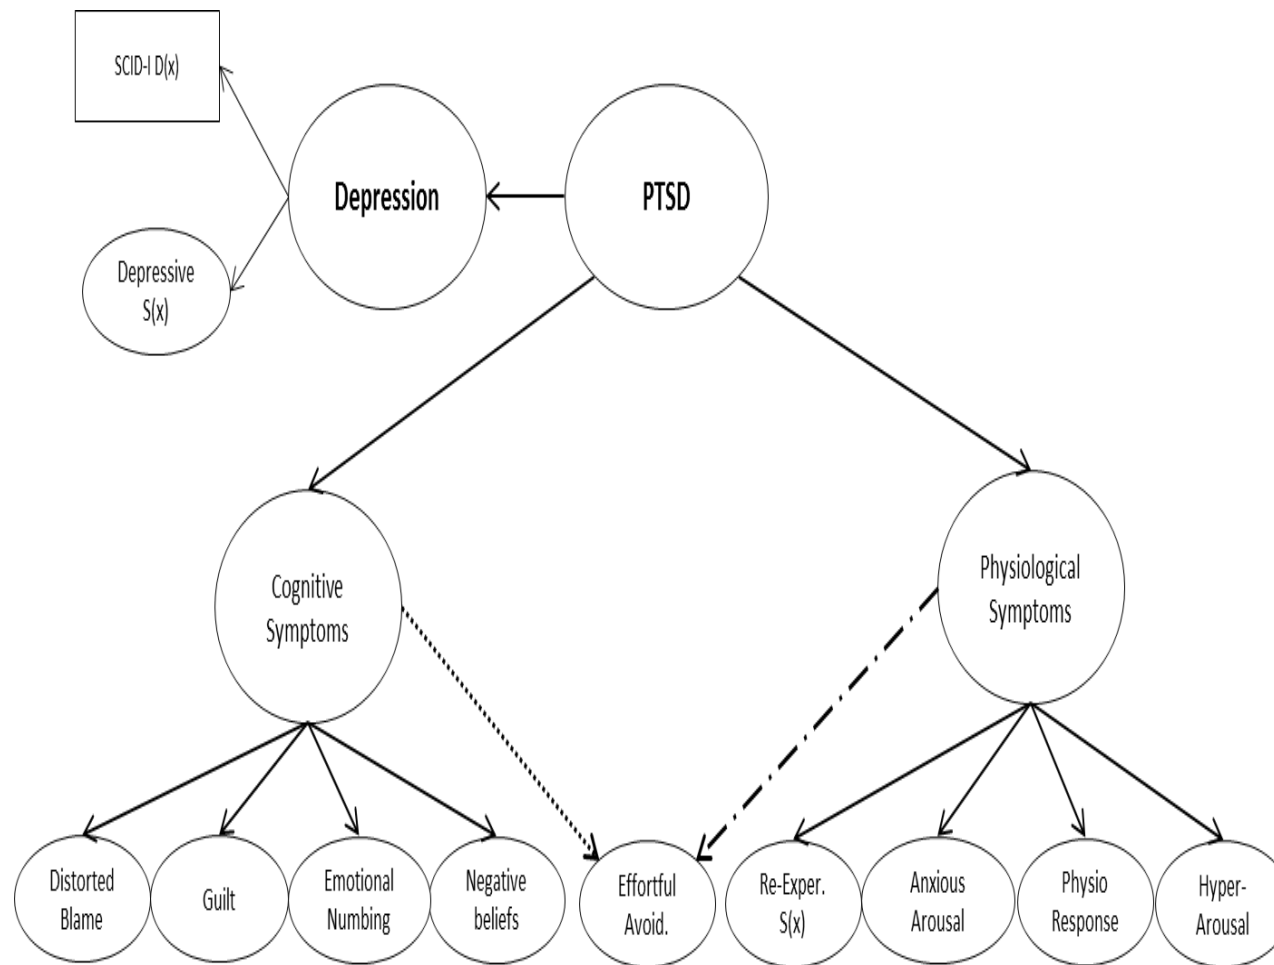 SCID-I D(x)
Depression
PTSD
Depressive
S(x)
Cognitive
Symptoms
Physiological
Symptoms
Distorted
Blame
Guilt
Emotional
Numbing
Negative
beliefs
Effortful
Avoid.
Re-Exper.
S(x)
Anxious
Arousal
Physio
Response
Hyper-
Arousal